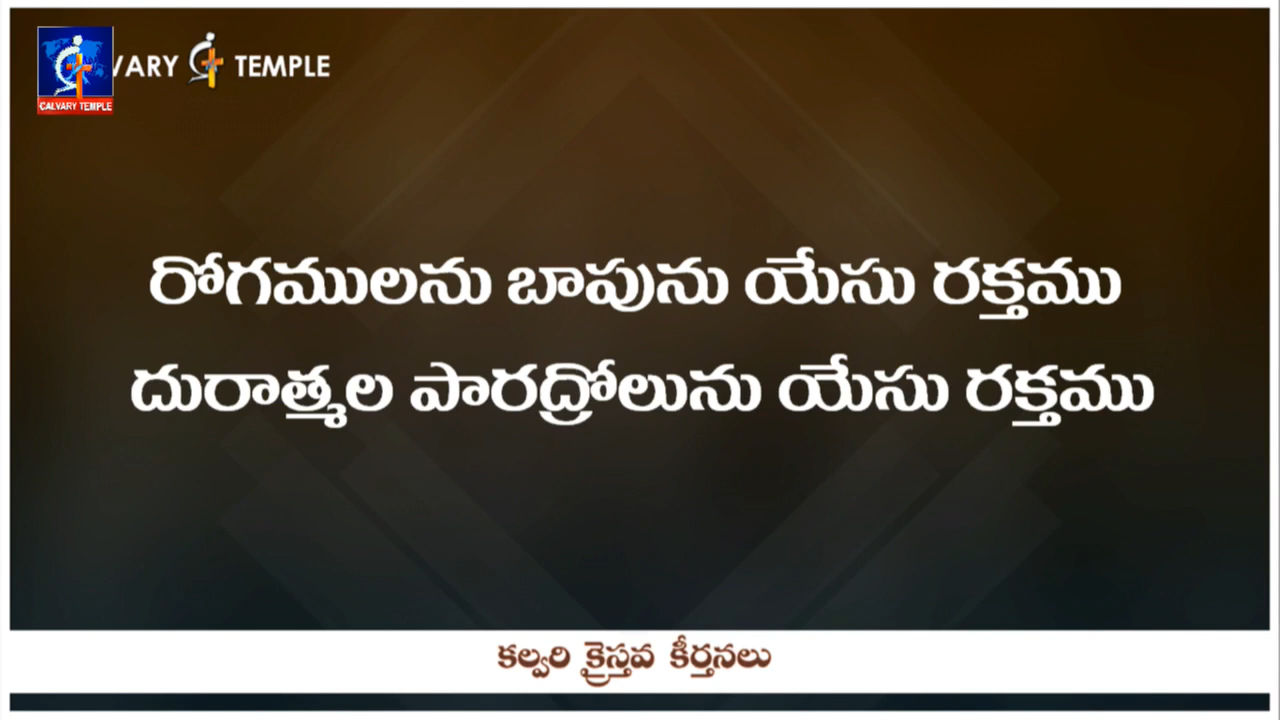 VARY TEMPLE
CALVARY TEMPLE
రోగములను బాపును యేసు రక్తము
దురాత్మల పారద్రోలును యేసు రక్తము
కల్వరి క్రైస్తవ కీర్తనలు